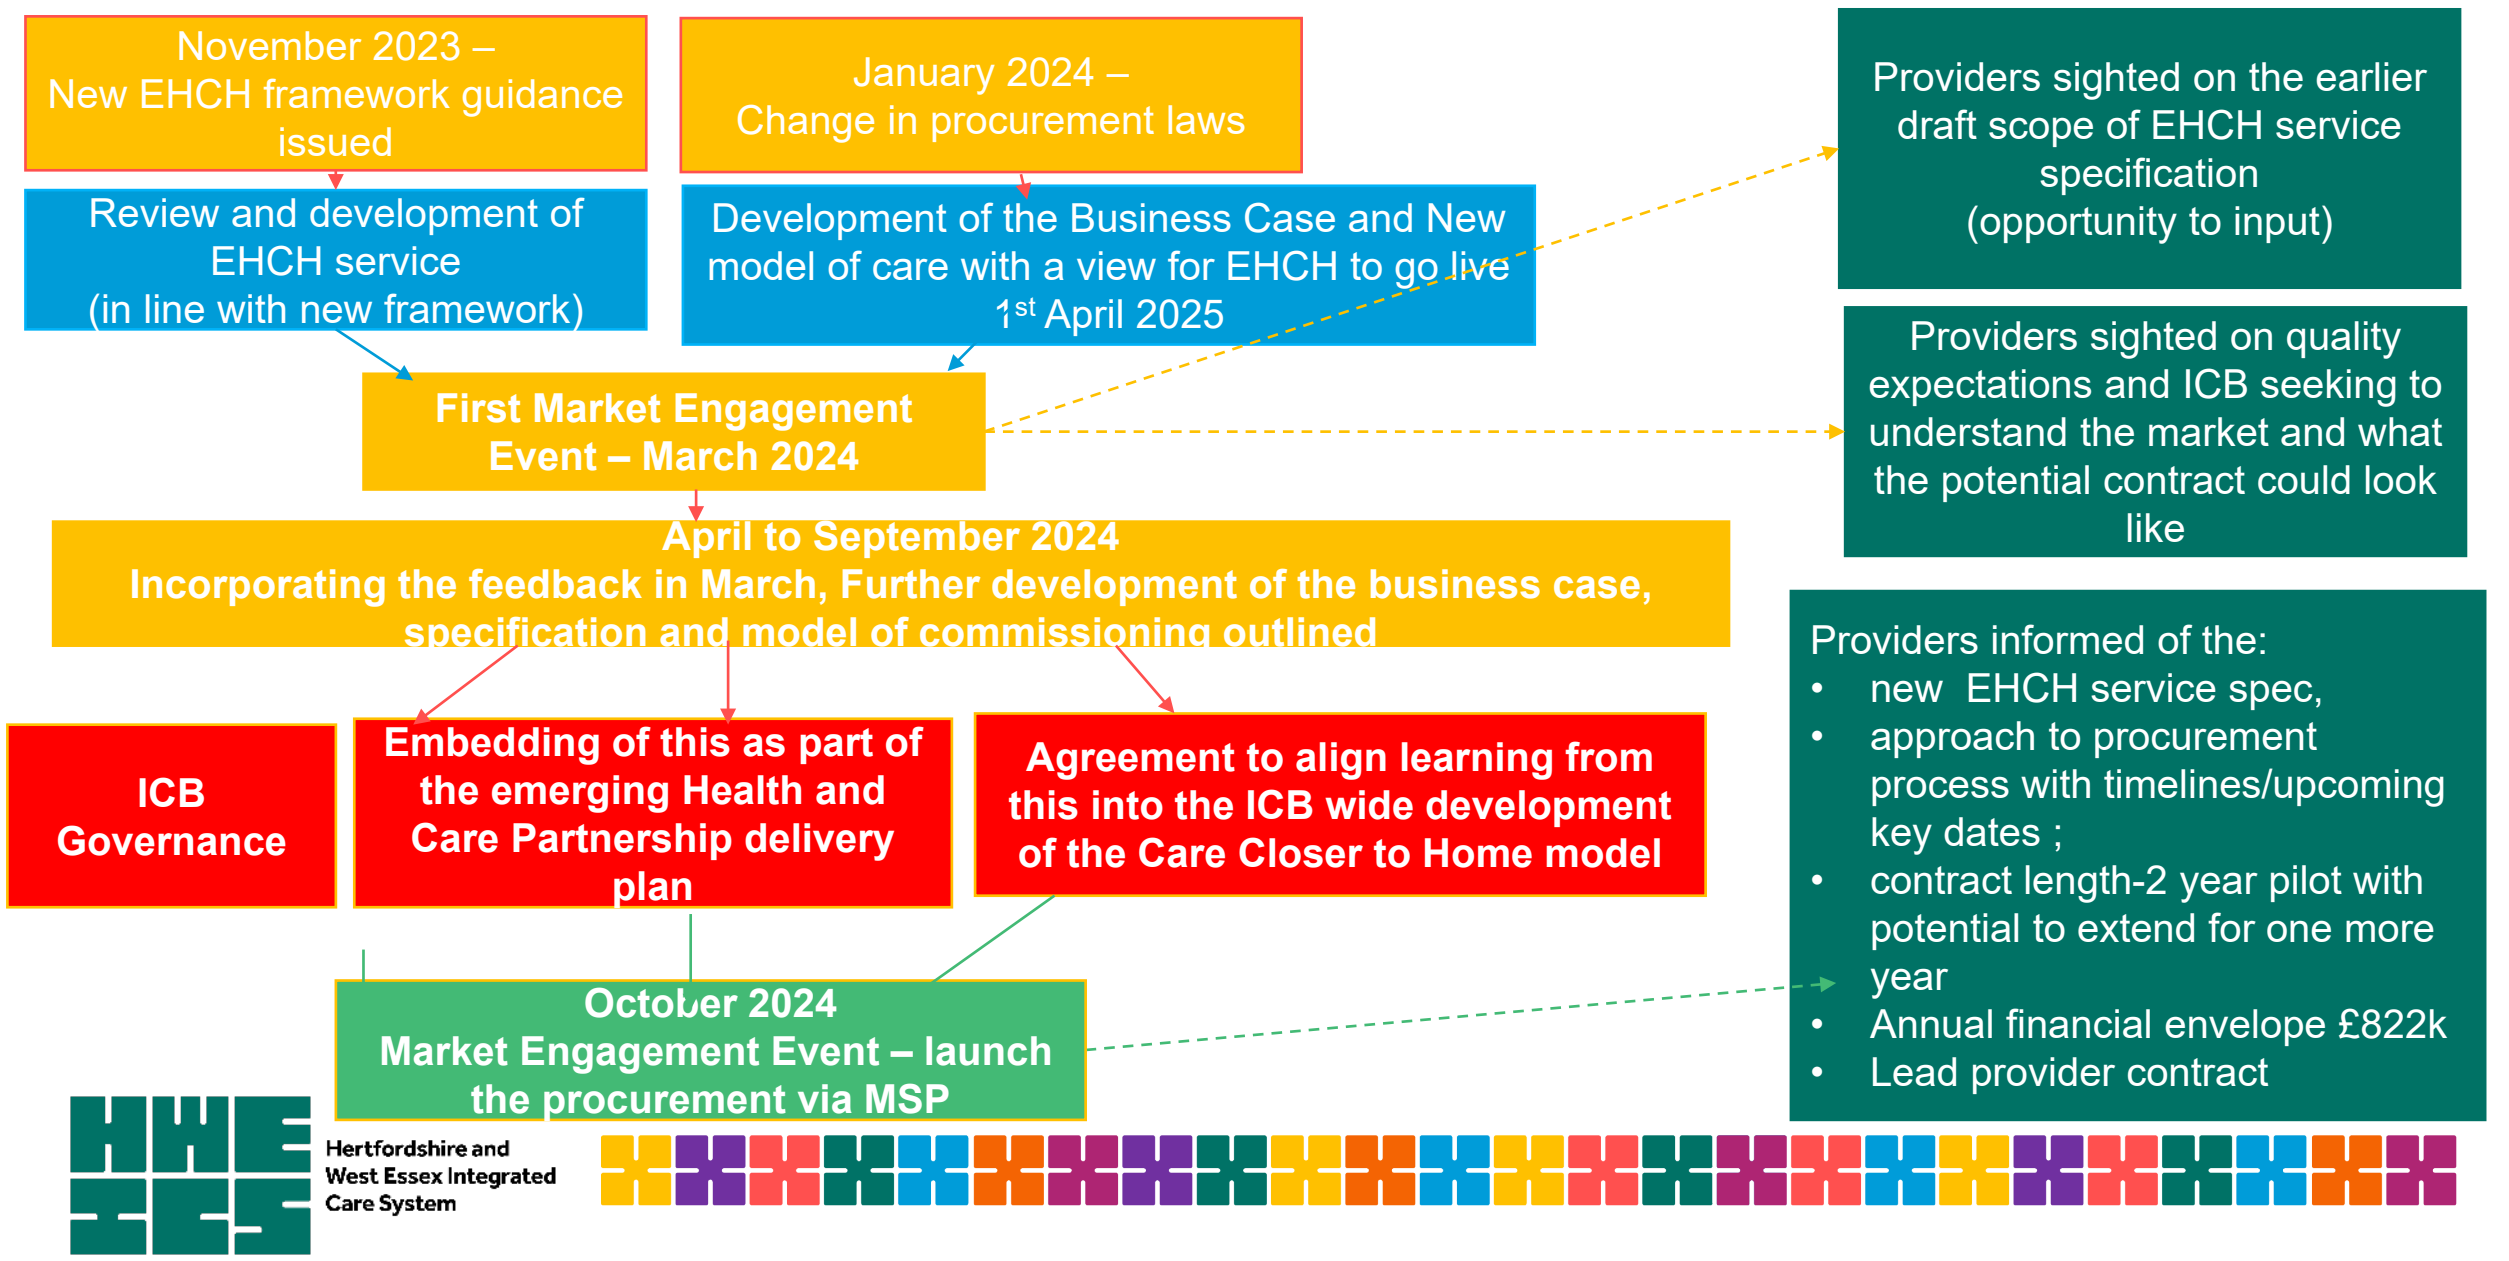 November 2023 –
New EHCH framework guidance
issued
January 2024 –
Change in procurement laws
Providers sighted on the earlier
draft scope of EHCH service
specification
(opportunity to input)
Review and development of
EHCH service
(in line with new framework)
Development of the Business Case and New
model of care with a view for EHCH to go live
1st April 2025
Providers sighted on quality
expectations and ICB seeking to
understand the market and what
the potential contract could look
like
First Market Engagement
Event – March 2024
April to September 2024
Incorporating the feedback in March, Further development of the business case,
specification and model of commissioning outlined
Providers informed of the:
• new  EHCH service spec,
• approach to procurement
process with timelines/upcoming
key dates ;
• contract length-2 year pilot with
potential to extend for one more
year
• Annual financial envelope £822k
• Lead provider contract
ICB
Governance
Embedding of this as part of
the emerging Health and
Care Partnership delivery
plan
Agreement to align learning from
this into the ICB wide development
of the Care Closer to Home model
October 2024
Market Engagement Event – launch
the procurement via MSP
HWE
ICS
Hertfordshire and
West Essex Integrated
Care System